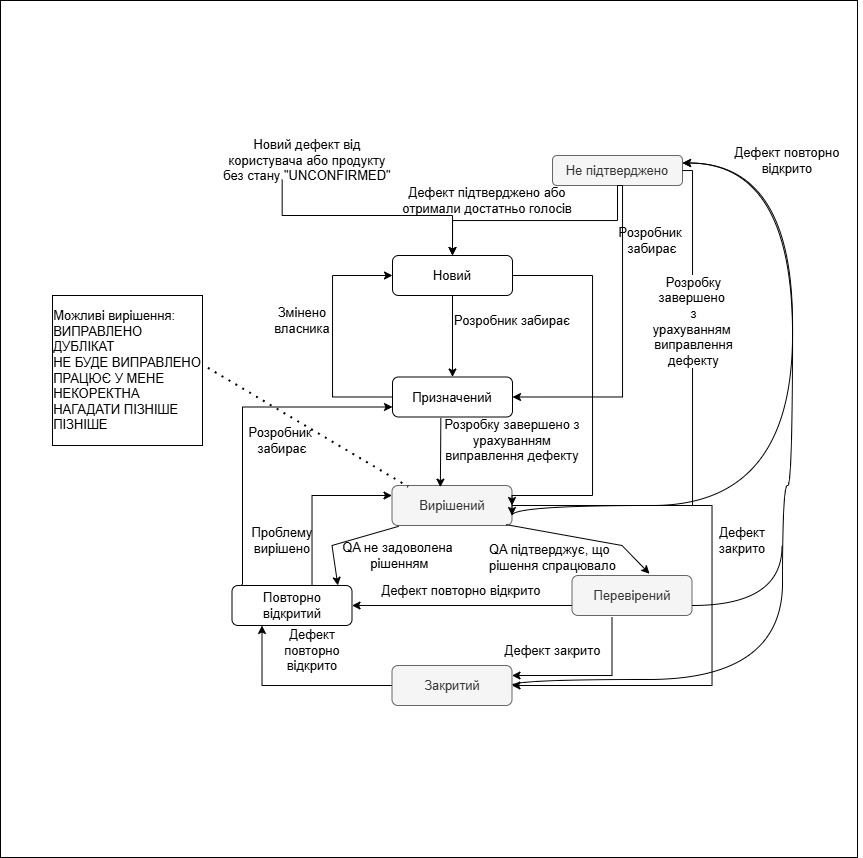 Новий дефект від
користувача або продукту
без стану "UNCONFIRMED"
Не підтверджено
Дефект повторно
відкрито
Дефект підтверджено або
отримали достатньо голосів
Розробник
забирає
Новий
Розробку
завершено
з
урахуванням
виправлення
дефекту
Можливі вирішення:
ВИПРАВЛЕНО
ДУБЛІКАТ
НЕ БУДЕ ВИПРАВЛЕНО
ПРАЦЮЄ У МЕНЕ
НЕКОРЕКТНА
НАГАДАТИ ПІЗНІШЕ
ПІЗНІШЕ
Змінено
власника
Розробник забирає
Призначений
Розробник
забирає
Розробку завершено з
урахуванням
виправлення дефекту
Вирішений
Проблему
вирішено
QA не задоволена
рішенням
QA підтверджує, що
рішення спрацювало
Дефект
закрито
Повторно
відкритий
Дефект повторно відкрито
Перевірений
Дефект
повторно
відкрито
Дефект закрито
Закритий